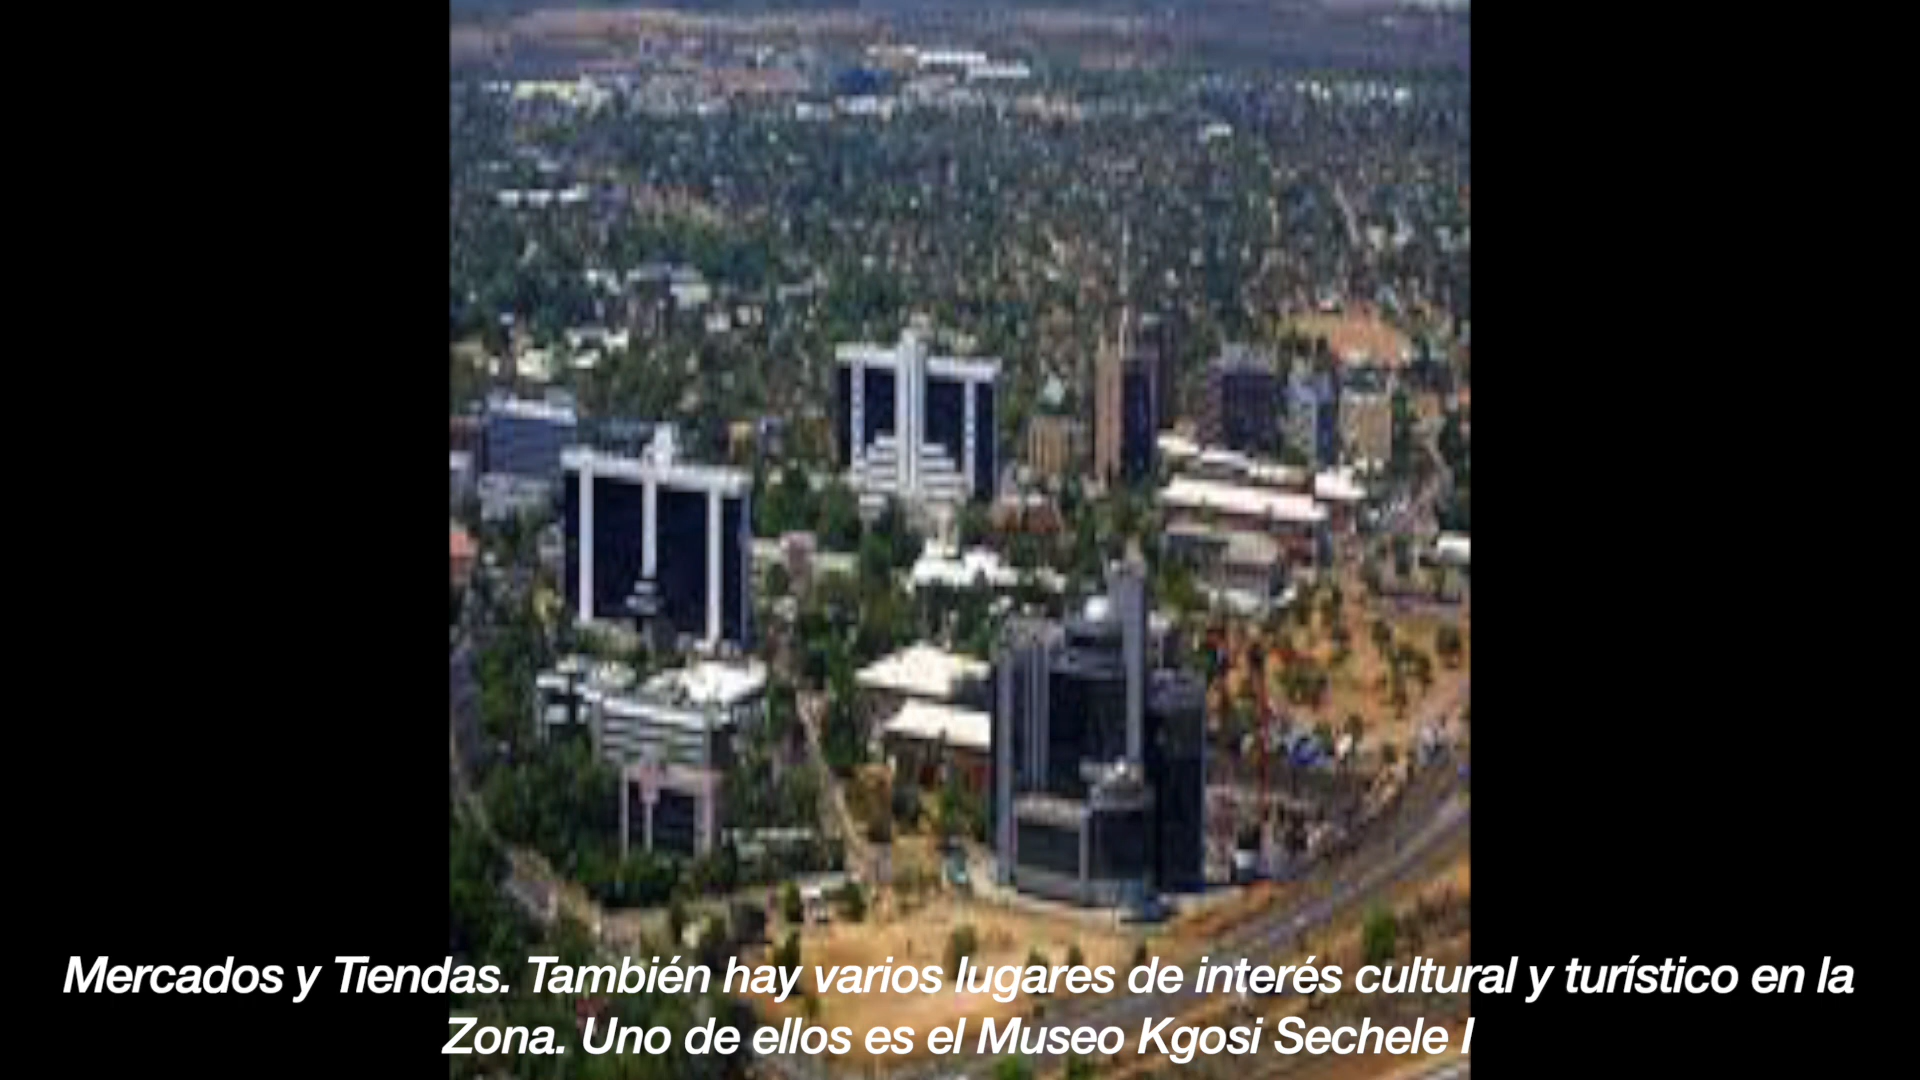 Mercados y Tiendas. También hay varios lugares de interés cultural y turístico en la
Zona. Uno de ellos es el Museo Kgosi Sechele I